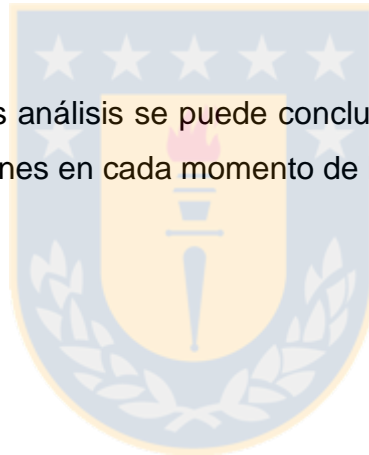 s análisis se puede conclu
nes en cada momento de